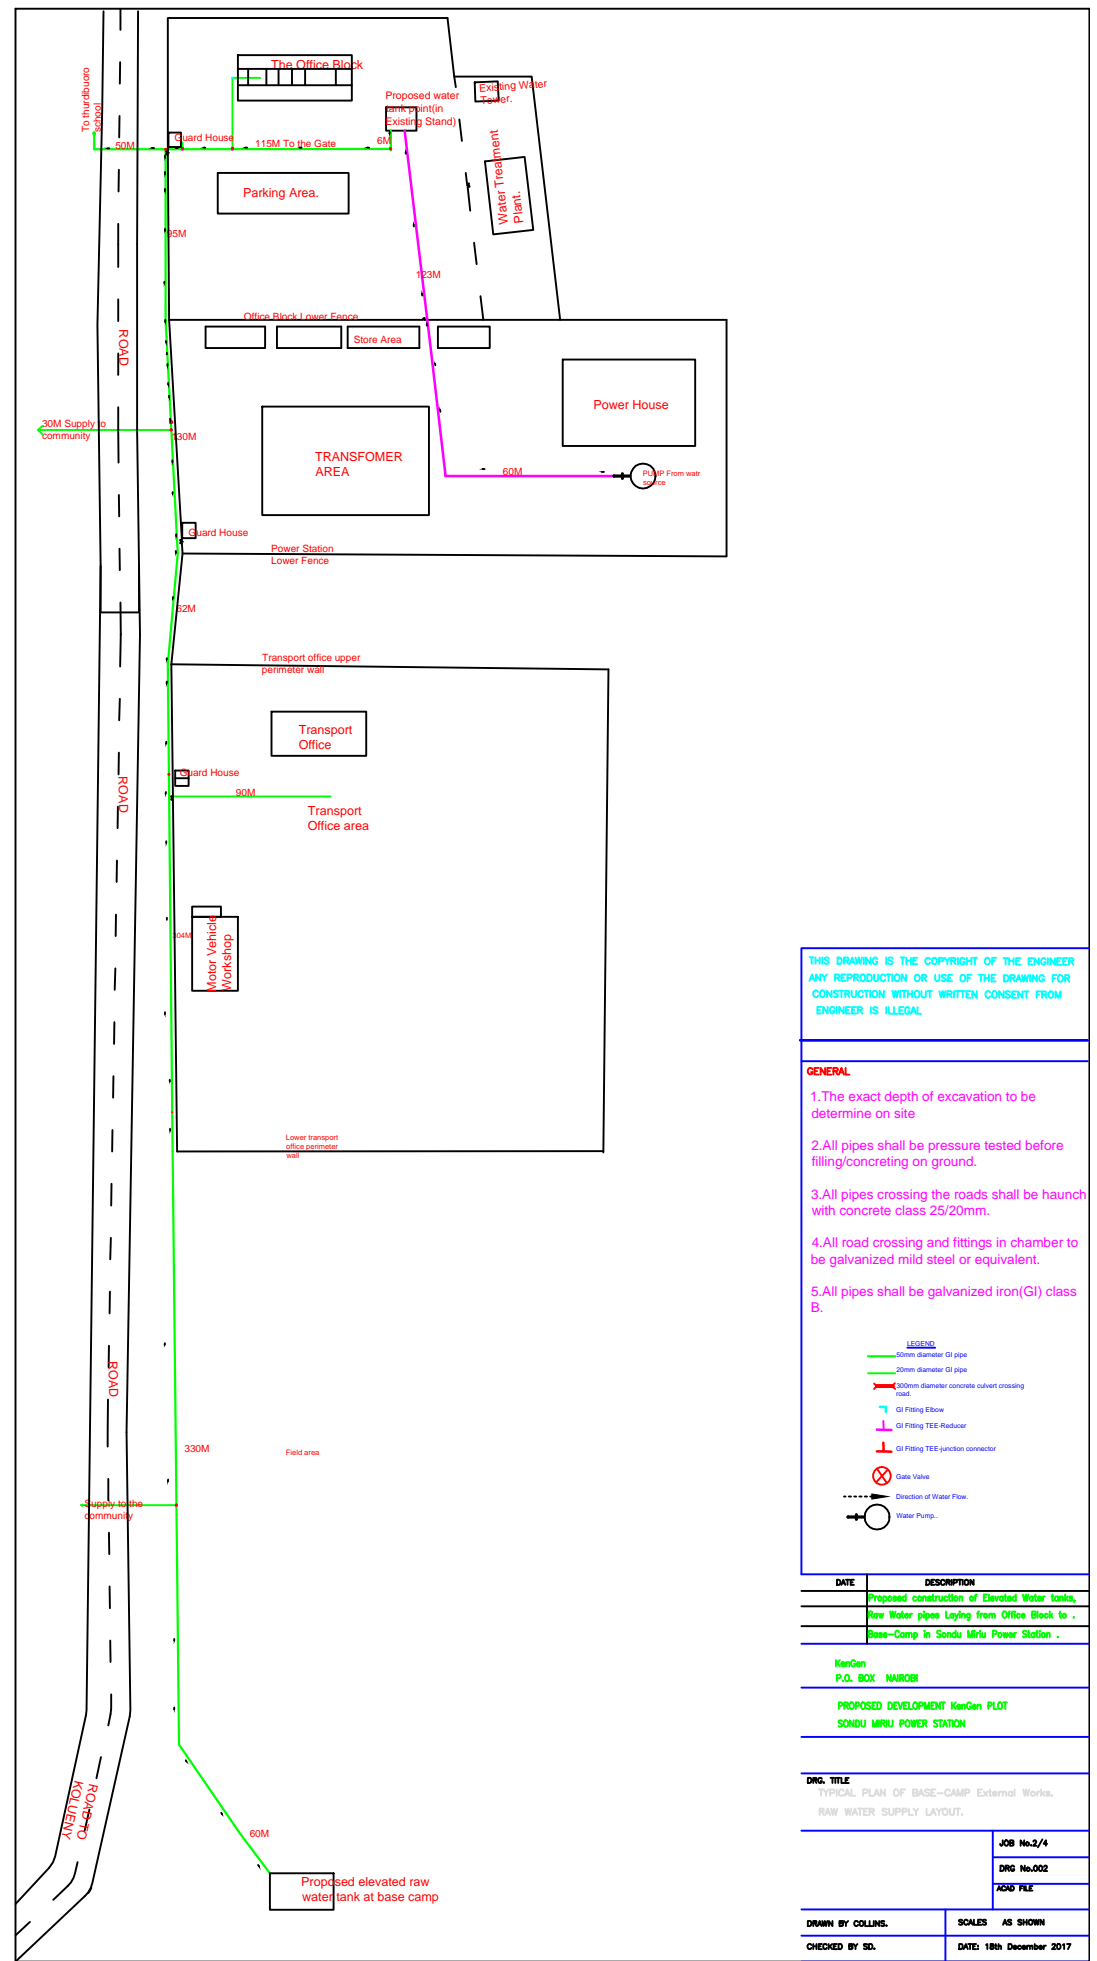 The Office Block
To thurdibuoro
school
Proposed water
tank point(in
Existing Stand)
Existing Water
Tower.
Guard House
50M
115M To the Gate
6M
Water Treatment
Plant.
Parking Area.
95M
123M
Office Block Lower Fence
Store Area
ROAD
Power House
30M Supply to
community
130M
TRANSFOMER
AREA
60M
PUMP From watr
source
Guard House
Power Station
Lower Fence
62M
Transport office upper
perimeter wall
Transport
Office
Guard House
ROAD
90M
Transport
Office area
304M
Motor Vehicle
Workshop
Lower transport
office perimeter
wall
ROAD
330M
Field area
Supply to the
community
ROAD TO
KOLUENY
60M
Proposed elevated raw
water tank at base camp
THIS DRAWING IS THE COPYRIGHT OF THE ENGINEER
ANY REPRODUCTION OR USE OF THE DRAWING FOR
CONSTRUCTION WITHOUT WRITTEN CONSENT FROM
ENGINEER IS ILLEGAL
GENERAL
1.The exact depth of excavation to be
determine on site
2.All pipes shall be pressure tested before
filling/concreting on ground.
3.All pipes crossing the roads shall be haunch
with concrete class 25/20mm.
4.All road crossing and fittings in chamber to
be galvanized mild steel or equivalent.
5.All pipes shall be galvanized iron(GI) class
B.
LEGEND
50mm diameter GI pipe
20mm diameter GI pipe
300mm diameter concrete culvert crossing
road.
GI Fitting Elbow
GI Fitting TEE-Reducer
GI Fitting TEE-junction connector
Gate Valve
Direction of Water Flow.
Water Pump..
DATE DESCRIPTION
Proposed construction of Elevated Water tanks,
Raw Water pipes Laying from Office Block to .
Base-Camp in Sondu Miriu Power Station .
KenGen
P.O. BOX NAIROBI
PROPOSED DEVELOPMENT KenGen PLOT
SONDU MIRIU POWER STATION
DRG. TITLE
TYPICAL PLAN OF BASE-CAMP External Works.
RAW WATER SUPPLY LAYOUT.
JOB No.2/4
DRG No.002
ACAD FILE
DRAWN BY COLLINS.
SCALES AS SHOWN
CHECKED BY SD.
DATE: 18th December 2017